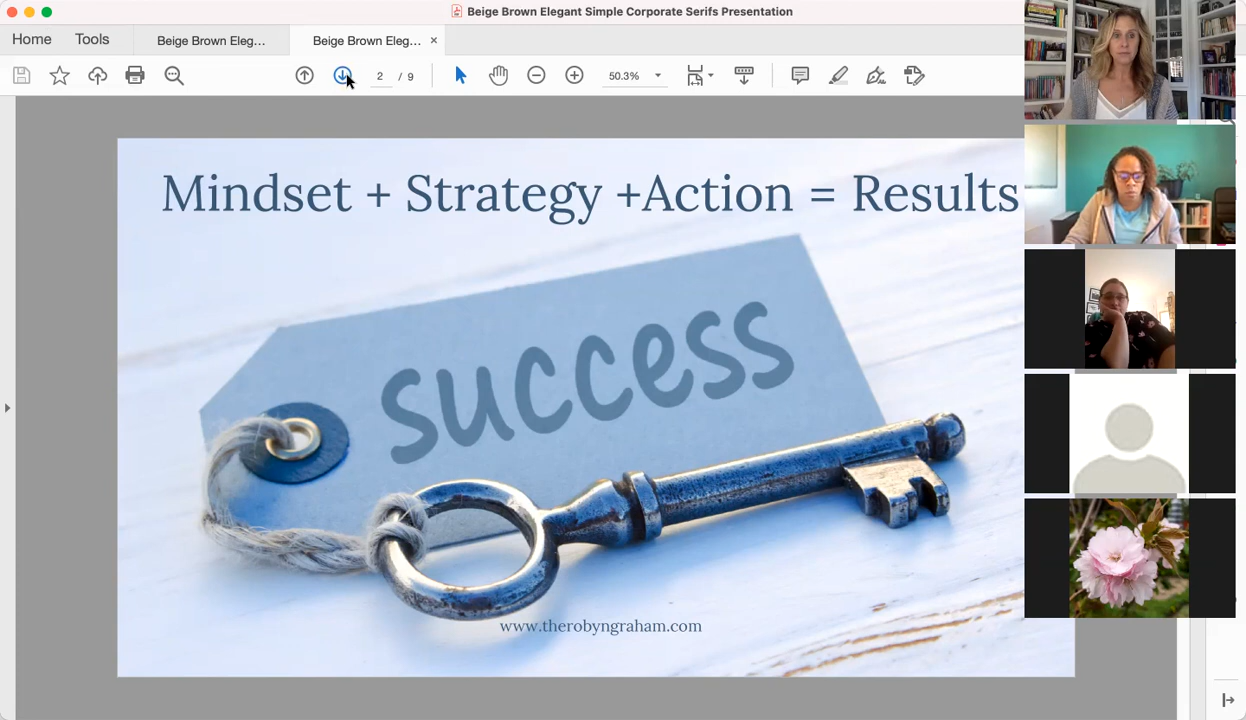 Beige Brown Elegant Simple Corporate Serifs Presentation
Home Tools Beige Brown Eleg... Beige Brown Eleg... ×
2 / 9 50.3%
Mindset + Strategy +Action = Results
success
www.therobyngraham.com